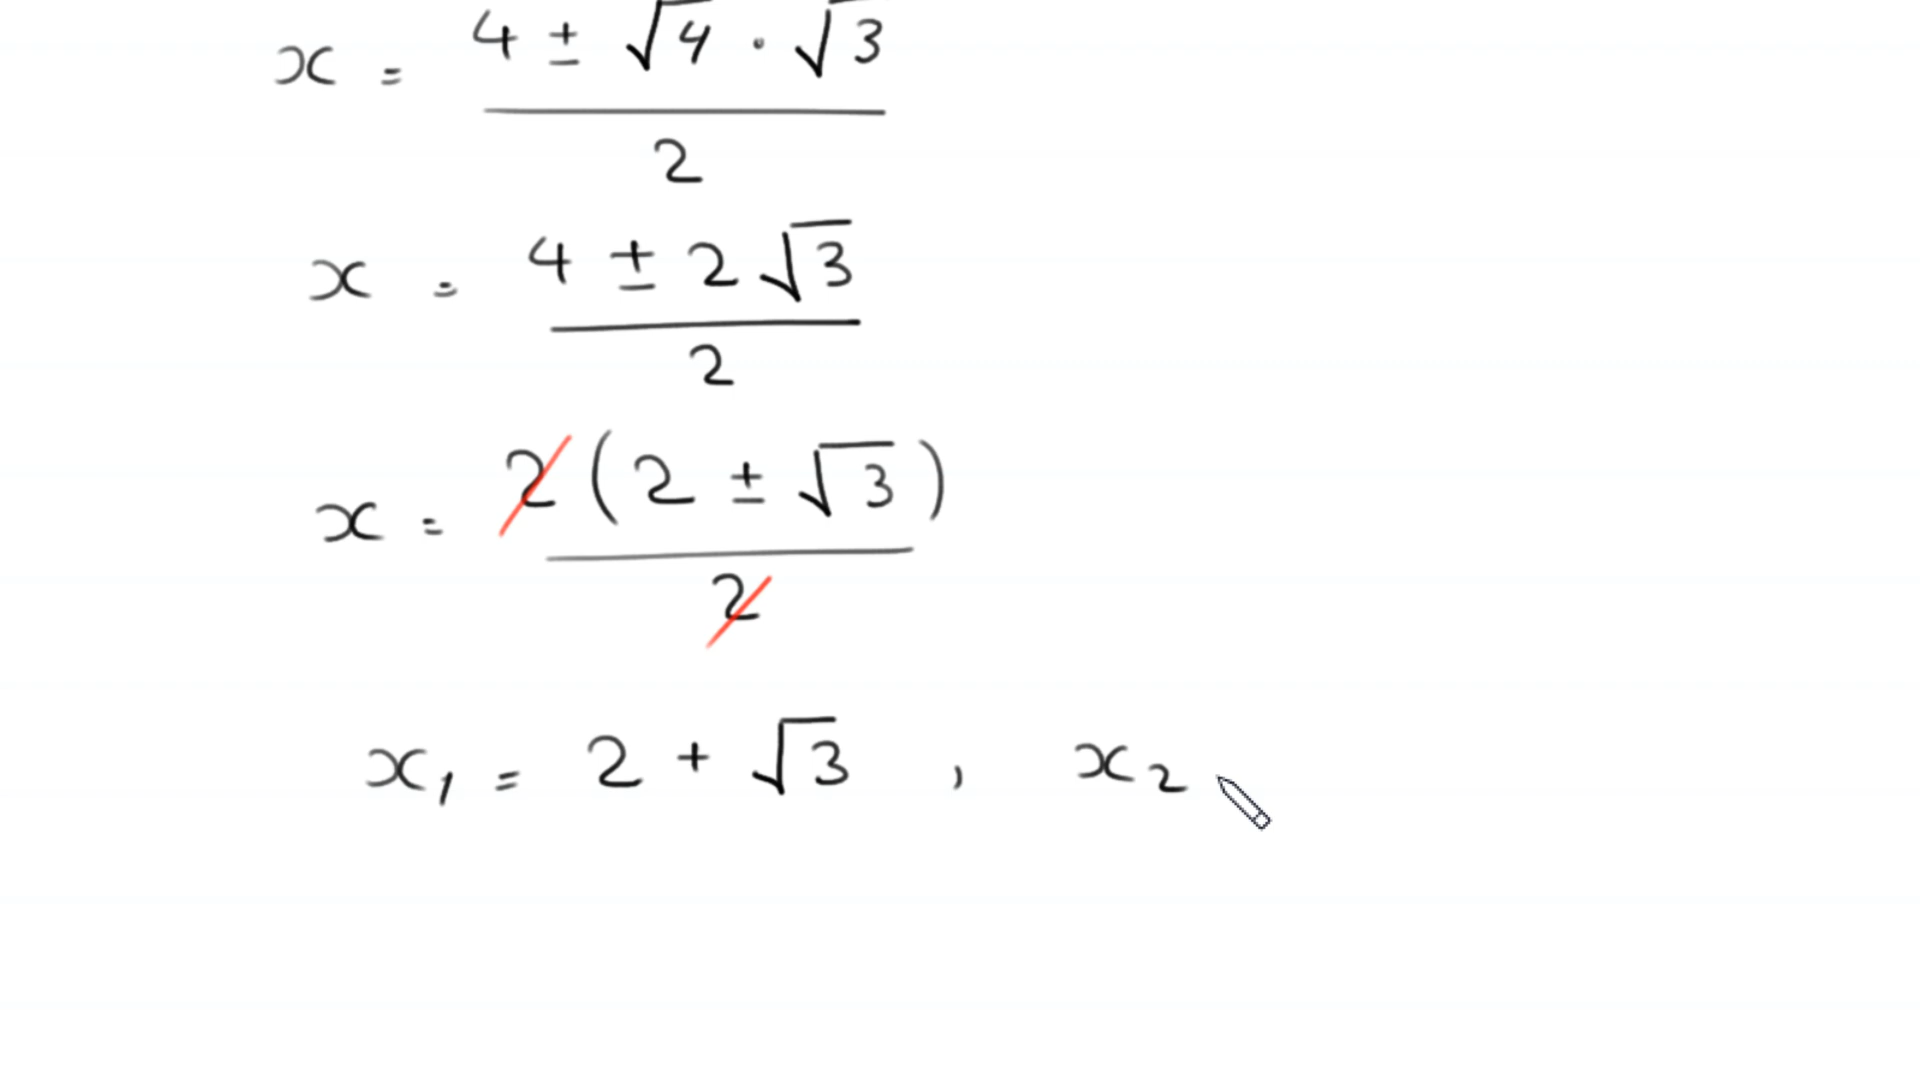 x = (4 ± √4 · √3) / 2
x = (4 ± 2√3) / 2
x = 2(2 ± √3) / 2
x₁ = 2 + √3 , x₂